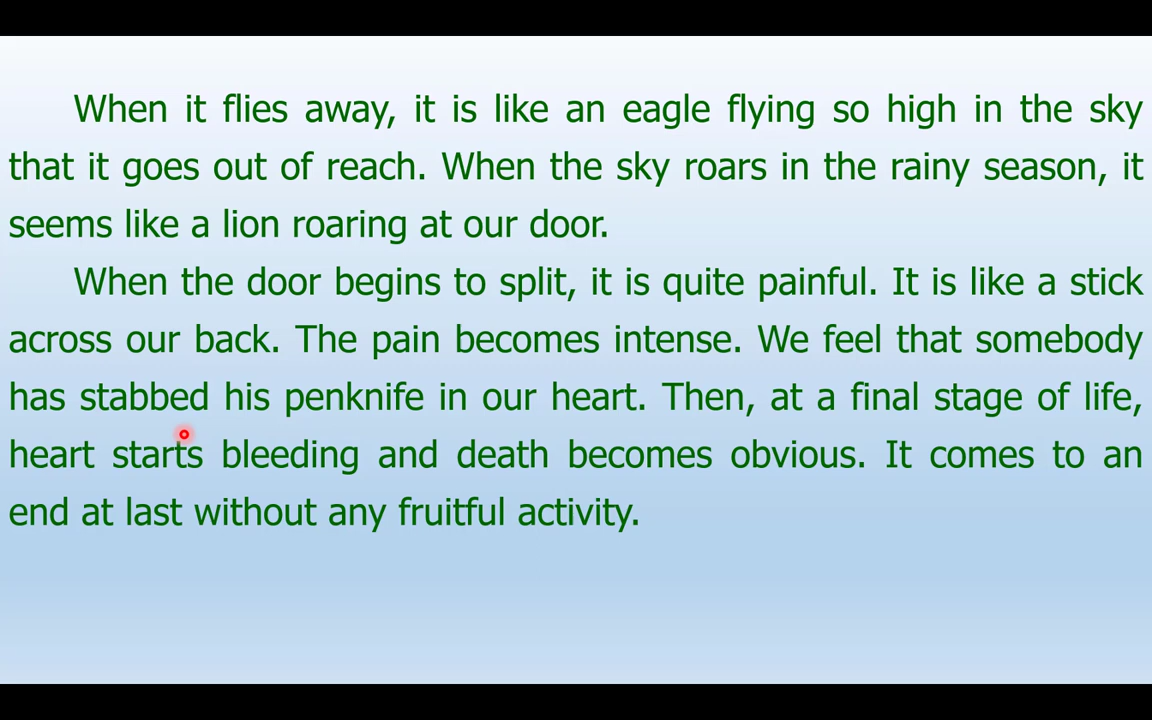 When it flies away, it is like an eagle flying so high in the sky
that it goes out of reach. When the sky roars in the rainy season, it
seems like a lion roaring at our door.
When the door begins to split, it is quite painful. It is like a stick
across our back. The pain becomes intense. We feel that somebody
has stabbed his penknife in our heart. Then, at a final stage of life,
heart starts bleeding and death becomes obvious. It comes to an
end at last without any fruitful activity.